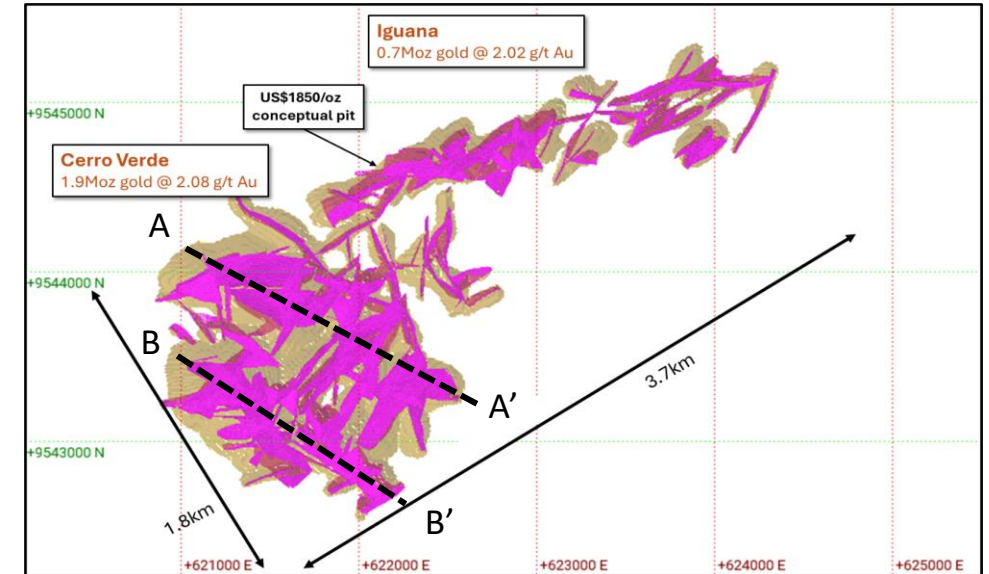 Iguana
0.7Moz gold @ 2.02 g/t Au
US$1850/oz
conceptual pit
+9545000 N
Cerro Verde
1.9Moz gold @ 2.08 g/t Au
A
+9544000 N
B
3.7km
A’
+9543000 N
1.8km
B’
+621000 E
+622000 E
+623000 E
+624000 E
+625000 E